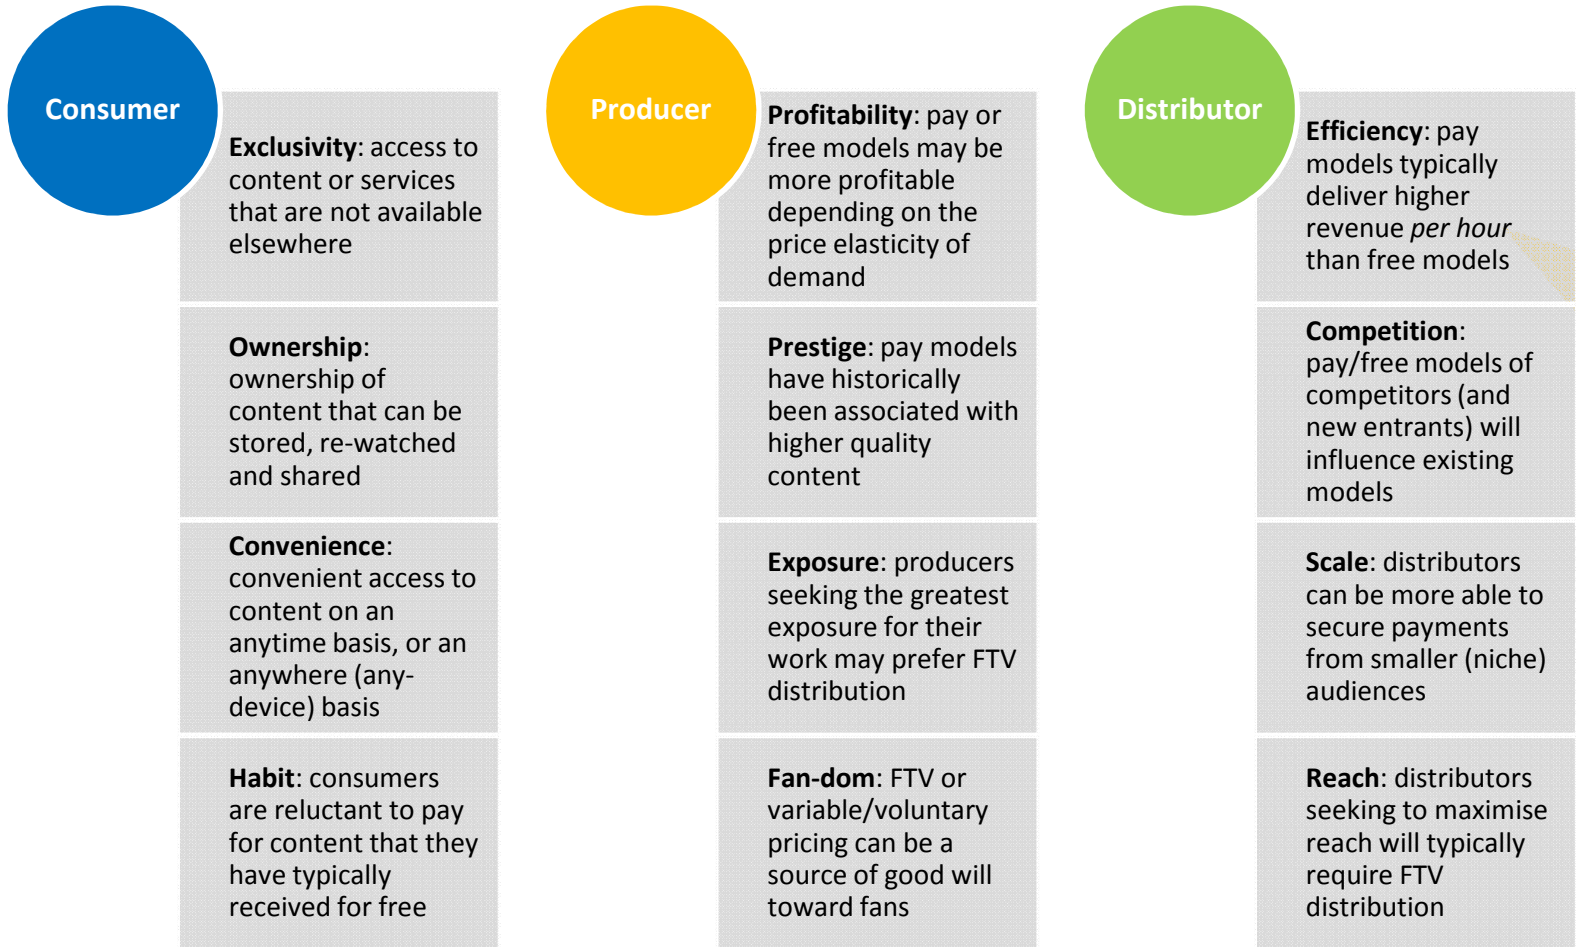 Consumer
Exclusivity: access to
content or services
that are not available
elsewhere
Ownership:
ownership of
content that can be
stored, re-watched
and shared
Convenience:
convenient access to
content on an
anytime basis, or an
anywhere (any-
device) basis
Habit: consumers
are reluctant to pay
for content that they
have typically
received for free
Producer
Profitability: pay or
free models may be
more profitable
depending on the
price elasticity of
demand
Prestige: pay models
have historically
been associated with
higher quality
content
Exposure: producers
seeking the greatest
exposure for their
work may prefer FTV
distribution
Fan-dom: FTV or
variable/voluntary
pricing can be a
source of good will
toward fans
Distributor
Efficiency: pay
models typically
deliver higher
revenue per hour
than free models
Competition:
pay/free models of
competitors (and
new entrants) will
influence existing
models
Scale: distributors
can be more able to
secure payments
from smaller (niche)
audiences
Reach: distributors
seeking to maximise
reach will typically
require FTV
distribution